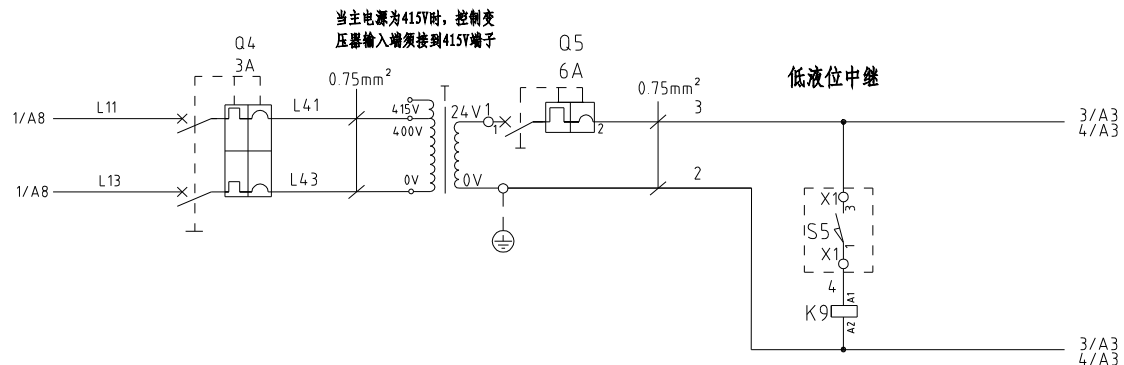 当主电源为415V时，控制变
压器输入端须接到415V端子
Q4
3A
Q5
6A
低液位中继
0.75mm²
0.75mm²
1/A8
L11
L41
415V
400V
24V
1
1
2
3
3/A3
4/A3
1/A8
L13
L43
0V
0V
2
X1
3
S5
1
X1
4
A1
K9
A2
3/A3
4/A3